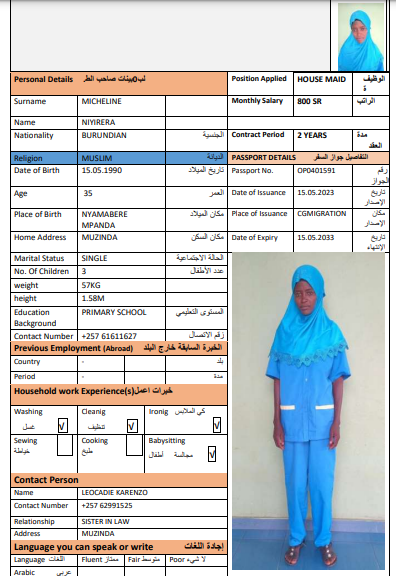 Personal Details لب0بينات صاحب الط
Surname MICHELINE
Name NIYIRERA
Nationality BURUNDIAN الجنسية
Religion MUSLIM الديانة
Date of Birth 15.05.1990 تاريخ الميلاد
Age 35 العمر
Place of Birth NYAMABERE MPANDA مكان الميلاد
Home Address MUZINDA مكان السكن
Marital Status SINGLE الحالة الاجتماعية
No. Of Children 3 عدد الأطفال
weight 57KG
height 1.58M
Education Background PRIMARY SCHOOL المستوى التعليمي
Contact Number +257 61611627 رقم الاتصال
Position Applied HOUSE MAID الوظيف ة
Monthly Salary 800 SR الراتب
Contract Period 2 YEARS مدة العقد
PASSPORT DETAILS التفاصيل جواز السفر
Passport No. OP0401591 رقم الجواز
Date of Issuance 15.05.2023 تاريخ الإصدار
Place of Issuance CGMIGRATION مكان الإصدار
Date of Expiry 15.05.2033 تاريخ الإنتهاء
Previous Employment (Abroad) الخبرة السابقة خارج البلد
Country - - بلد
Period - - مدة
Household work Experience(s) خبرات اعمل
Washing غسل √
Cleanig تنظيف √
Ironig كي الملابس √
Sewing خياطة
Cooking طبخ
Babysitting مجالسة أطفال √
Contact Person
Name LEOCADIE KARENZO
Contact Number +257 62991525
Relationship SISTER IN LAW
Address MUZINDA
Language you can speak or write إجادة اللغات
Language اللغات Fluent ممتاز Fair متوسط Poor لا شيء
Arabic عربي